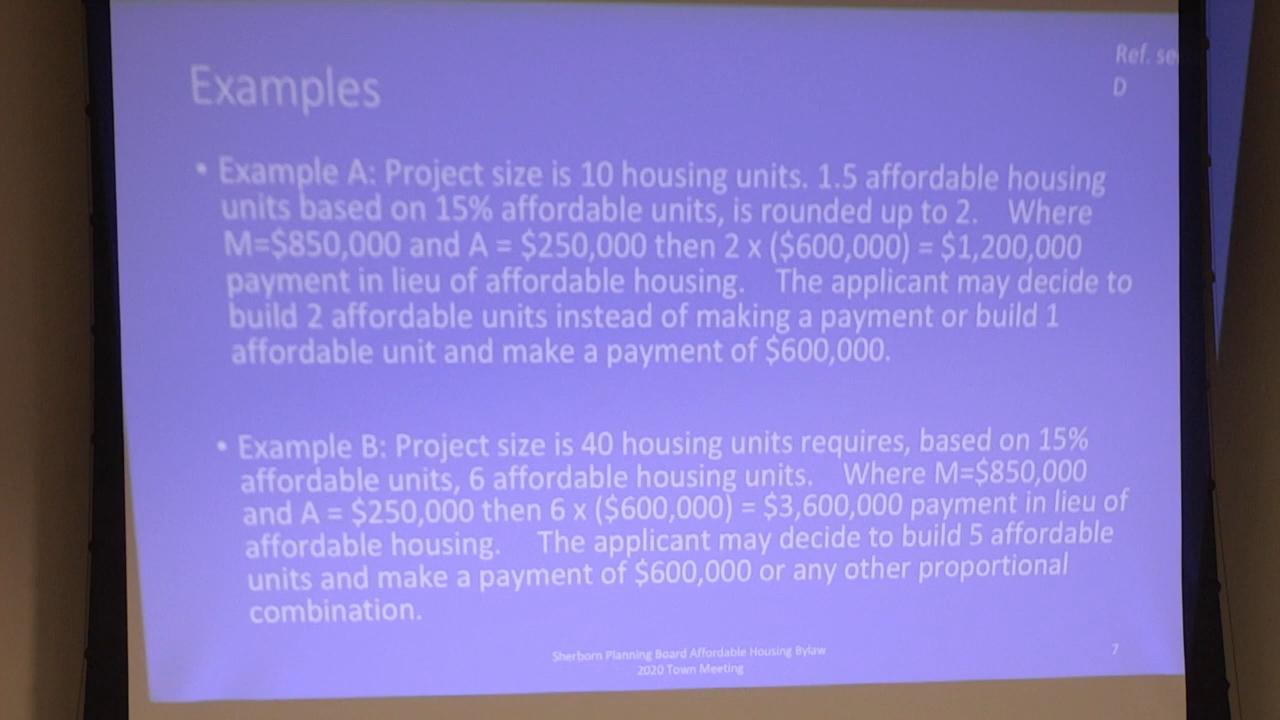 Examples
Ref. se
D
• Example A: Project size is 10 housing units. 1.5 affordable housing
units based on 15% affordable units, is rounded up to 2. Where
M=$850,000 and A = $250,000 then 2 x ($600,000) = $1,200,000
payment in lieu of affordable housing. The applicant may decide to
build 2 affordable units instead of making a payment or build 1
affordable unit and make a payment of $600,000.
• Example B: Project size is 40 housing units requires, based on 15%
affordable units, 6 affordable housing units. Where M=$850,000
and A = $250,000 then 6 x ($600,000) = $3,600,000 payment in lieu of
affordable housing. The applicant may decide to build 5 affordable
units and make a payment of $600,000 or any other proportional
combination.
Sherborn Planning Board Affordable Housing Bylaw
2020 Town Meeting
7